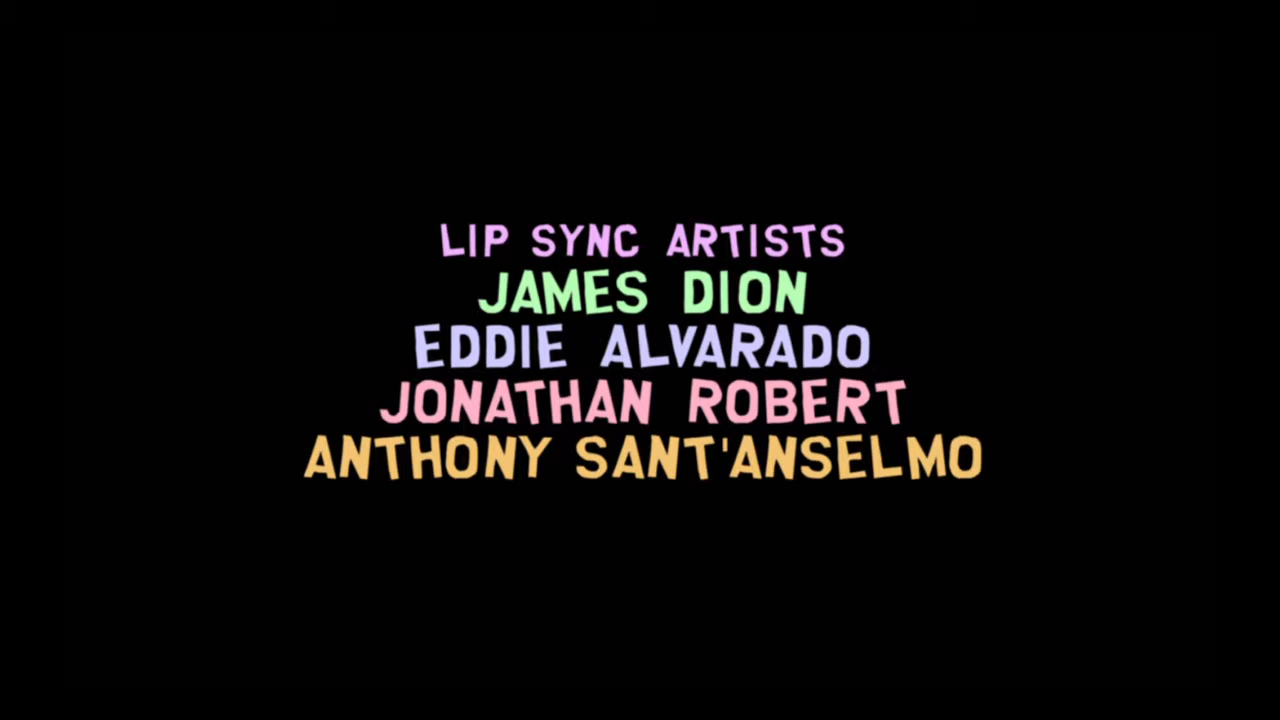 LIP SYNC ARTISTS
JAMES DION
EDDIE ALVARADO
JONATHAN ROBERT
ANTHONY SANT'ANSELMO